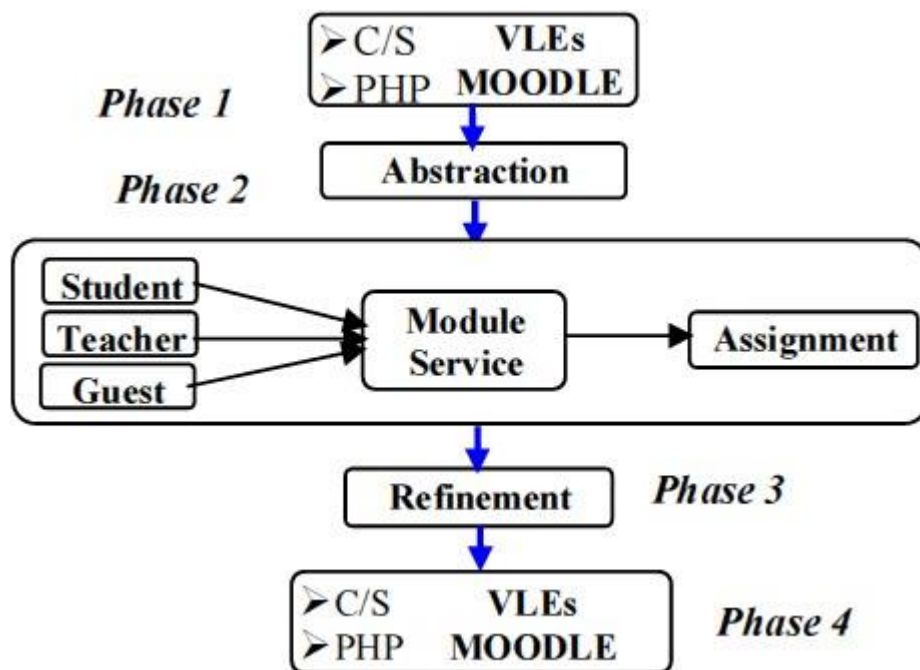 ➢C/S VLEs
➢PHP MOODLE
Phase 1
Abstraction
Phase 2
Student
Teacher
Guest
Module
Service
Assignment
Refinement
Phase 3
➢C/S VLEs
➢PHP MOODLE
Phase 4